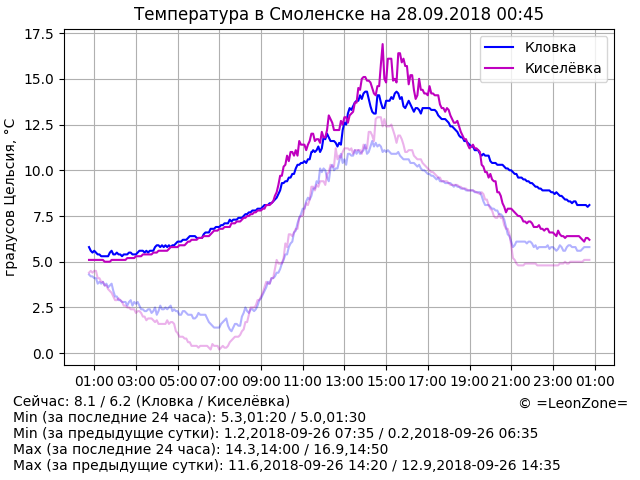 Температура в Смоленске на 28.09.2018 00:45
градусов Цельсия, °C
17.5
15.0
12.5
10.0
7.5
5.0
2.5
0.0
Кловка
Киселёвка
01:00 03:00 05:00 07:00 09:00 11:00 13:00 15:00 17:00 19:00 21:00 23:00 01:00
Сейчас: 8.1 / 6.2 (Кловка / Киселёвка)
© =LeonZone=
Min (за последние 24 часа): 5.3,01:20 / 5.0,01:30
Min (за предыдущие сутки): 1.2,2018-09-26 07:35 / 0.2,2018-09-26 06:35
Max (за последние 24 часа): 14.3,14:00 / 16.9,14:50
Max (за предыдущие сутки): 11.6,2018-09-26 14:20 / 12.9,2018-09-26 14:35